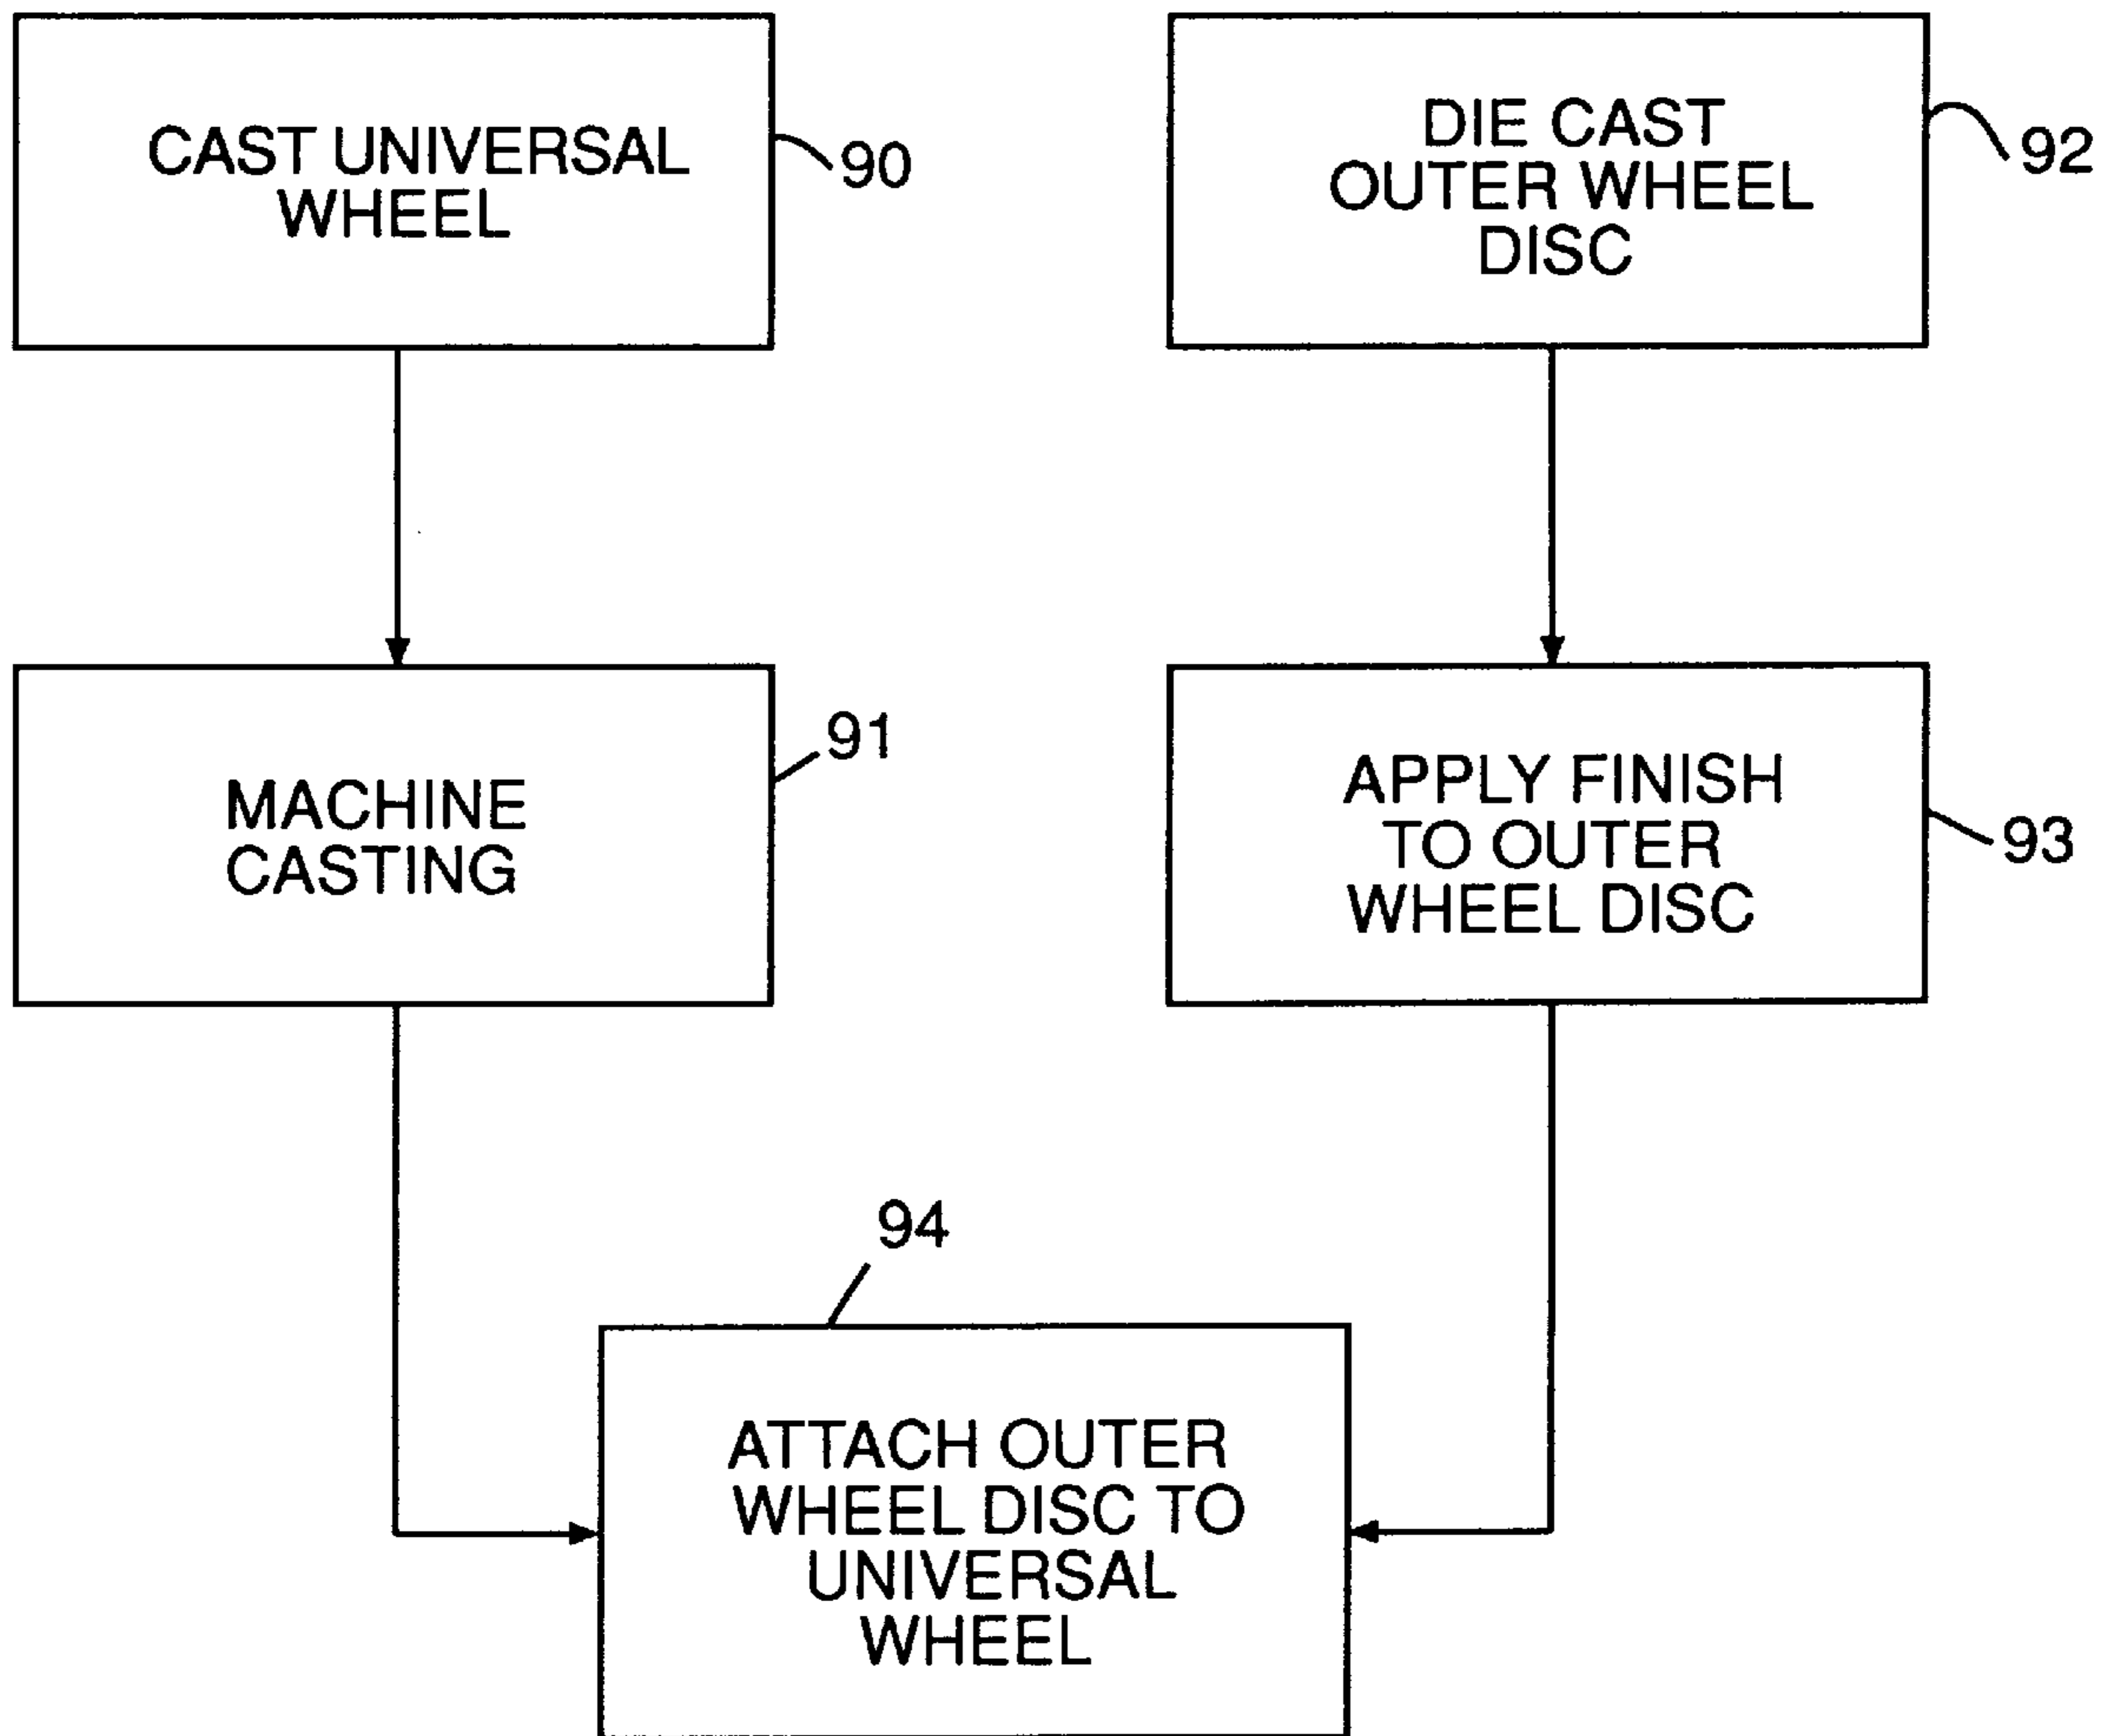 CAST UNIVERSAL
WHEEL
90
DIE CAST
OUTER WHEEL
DISC
92
MACHINE
CASTING
91
APPLY FINISH
TO OUTER
WHEEL DISC
93
94
ATTACH OUTER
WHEEL DISC TO
UNIVERSAL
WHEEL